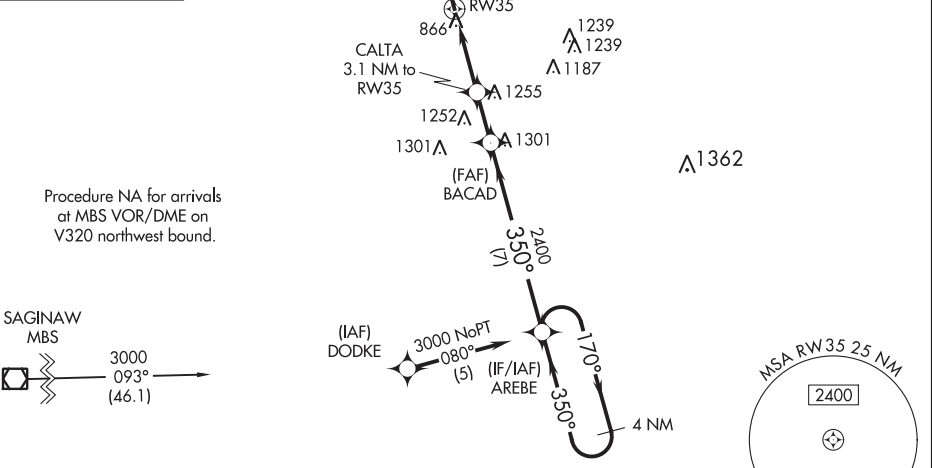 RW35
866
1239
1239
1187
CALTA
3.1 NM to
RW35
1255
1252
1301
1301
1362
(FAF)
BACAD
Procedure NA for arrivals
at MBS VOR/DME on
V320 northwest bound.
2400
350°
(7)
SAGINAW
MBS
3000
093°
(46.1)
(IAF)
DODKE
3000 NoPT
080°
(5)
(IF/IAF)
AREBE
170°
350°
4 NM
MSA RW35 25 NM
2400